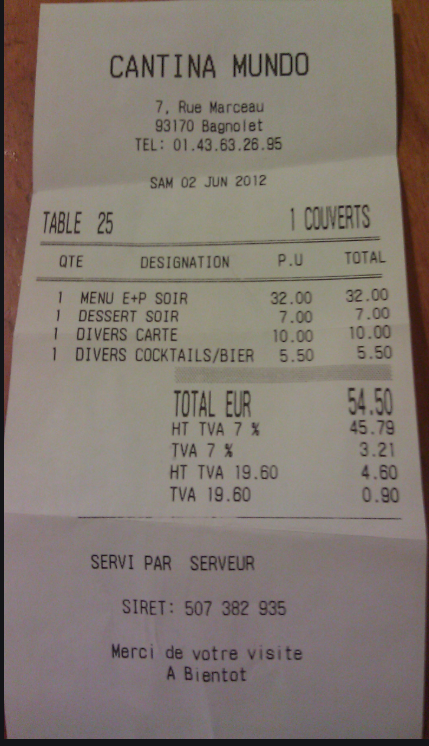 CANTINA MUNDO
7, Rue Marceau
93170 Bagnolet
TEL: 01.43.63.26.95
SAM 02 JUN 2012
TABLE 25 1 COUVERTS
QTE DESIGNATION P.U TOTAL
1 MENU E+P SOIR 32.00 32.00
1 DESSERT SOIR 7.00 7.00
1 DIVERS CARTE 10.00 10.00
1 DIVERS COCKTAILS/BIER 5.50 5.50
TOTAL EUR 54.50
HT TVA 7 % 45.79
TVA 7 % 3.21
HT TVA 19.60 4.60
TVA 19.60 0.90
SERVI PAR SERVEUR
SIRET: 507 382 935
Merci de votre visite
A Bientot